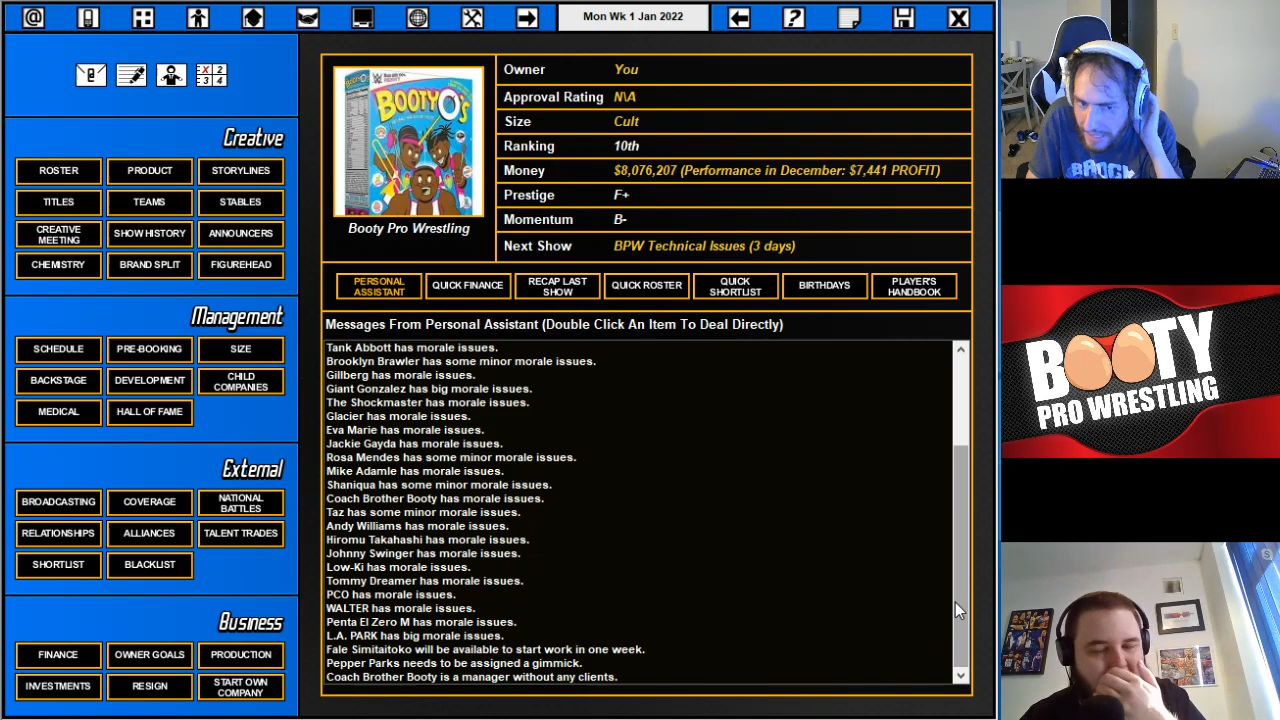 Mon Wk 1 Jan 2022
Creative
ROSTER
PRODUCT
STORYLINES
TITLES
TEAMS
STABLES
CREATIVE MEETING
SHOW HISTORY
ANNOUNCERS
CHEMISTRY
BRAND SPLIT
FIGUREHEAD
Management
SCHEDULE
PRE-BOOKING
SIZE
BACKSTAGE
DEVELOPMENT
CHILD COMPANIES
MEDICAL
HALL OF FAME
External
BROADCASTING
COVERAGE
NATIONAL BATTLES
RELATIONSHIPS
ALLIANCES
TALENT TRADES
SHORTLIST
BLACKLIST
Business
FINANCE
OWNER GOALS
PRODUCTION
INVESTMENTS
RESIGN
START OWN COMPANY
BOOTY O's
Booty Pro Wrestling
Owner You
Approval Rating N\A
Size Cult
Ranking 10th
Money $8,076,207 (Performance in December: $7,441 PROFIT)
Prestige F+
Momentum B-
Next Show BPW Technical Issues (3 days)
PERSONAL ASSISTANT
QUICK FINANCE
RECAP LAST SHOW
QUICK ROSTER
QUICK SHORTLIST
BIRTHDAYS
PLAYER'S HANDBOOK
Messages From Personal Assistant (Double Click An Item To Deal Directly)
Tank Abbott has morale issues.
Brooklyn Brawler has some minor morale issues.
Gillberg has morale issues.
Giant Gonzalez has big morale issues.
The Shockmaster has morale issues.
Glacier has morale issues.
Eva Marie has morale issues.
Jackie Gayda has morale issues.
Rosa Mendes has some minor morale issues.
Mike Adamle has morale issues.
Shaniqua has some minor morale issues.
Coach Brother Booty has morale issues.
Taz has some minor morale issues.
Andy Williams has morale issues.
Hiromu Takahashi has morale issues.
Johnny Swinger has morale issues.
Low-Ki has morale issues.
Tommy Dreamer has morale issues.
PCO has morale issues.
WALTER has morale issues.
Penta El Zero M has morale issues.
L.A. PARK has big morale issues.
Fale Simitaitoko will be available to start work in one week.
Pepper Parks needs to be assigned a gimmick.
Coach Brother Booty is a manager without any clients.
BROCK
BOOTY
PRO WRESTLING